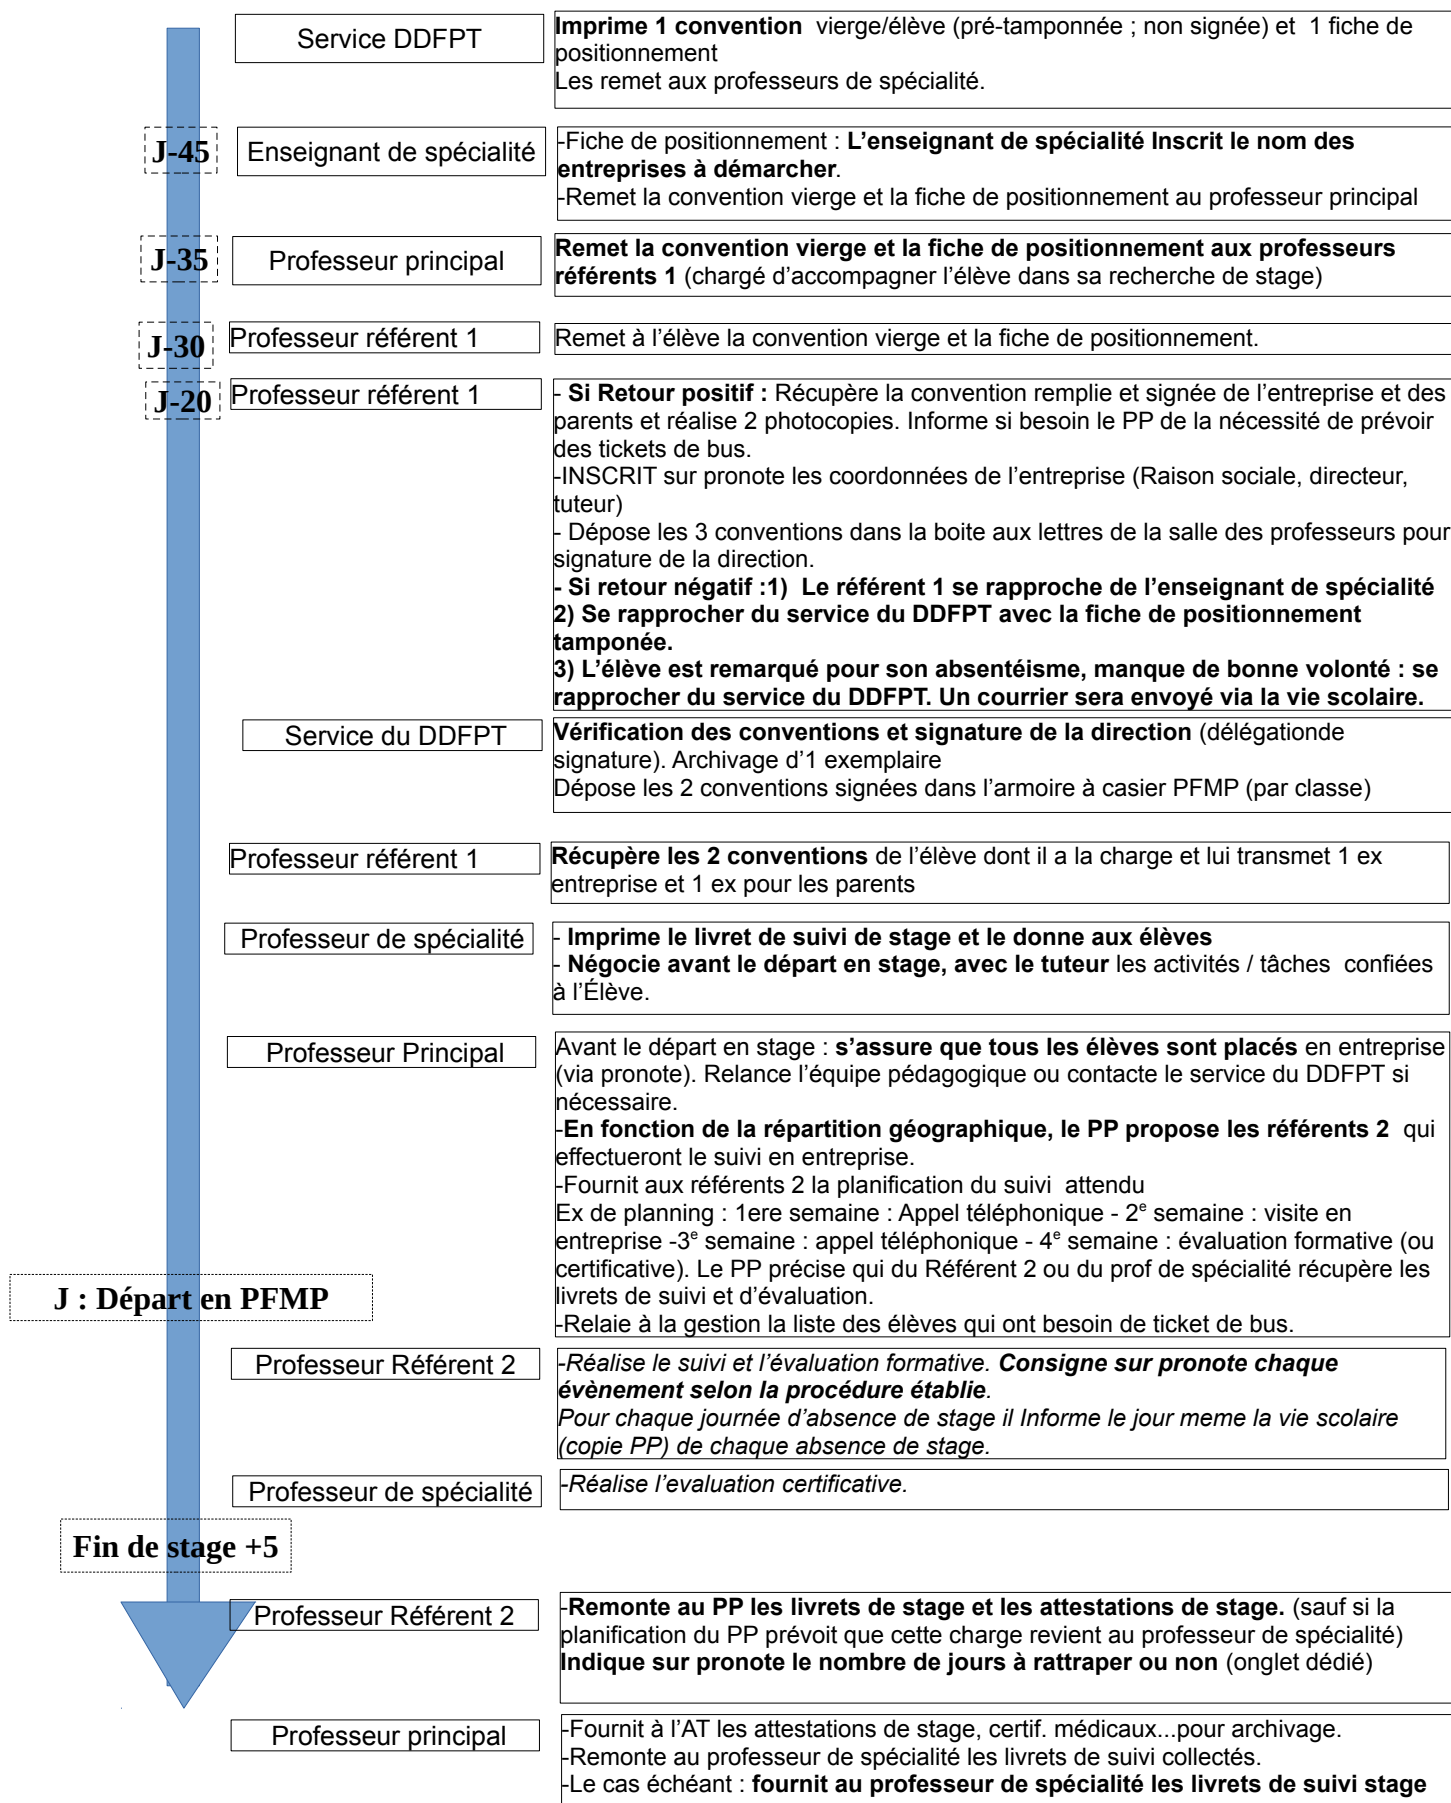 Service DDFPT
Imprime 1 convention vierge/élève (pré-tamponnée ; non signée) et 1 fiche de
positionnement
Les remet aux professeurs de spécialité.
J-45
Enseignant de spécialité
-Fiche de positionnement : L’enseignant de spécialité Inscrit le nom des
entreprises à démarcher.
-Remet la convention vierge et la fiche de positionnement au professeur principal
J-35
Professeur principal
Remet la convention vierge et la fiche de positionnement aux professeurs
référents 1 (chargé d’accompagner l’élève dans sa recherche de stage)
J-30
Professeur référent 1
Remet à l’élève la convention vierge et la fiche de positionnement.
J-20
Professeur référent 1
- Si Retour positif : Récupère la convention remplie et signée de l’entreprise et des
parents et réalise 2 photocopies. Informe si besoin le PP de la nécessité de prévoir
des tickets de bus.
-INSCRIT sur pronote les coordonnées de l’entreprise (Raison sociale, directeur,
tuteur)
- Dépose les 3 conventions dans la boite aux lettres de la salle des professeurs pour
signature de la direction.
- Si retour négatif :1) Le référent 1 se rapproche de l’enseignant de spécialité
2) Se rapprocher du service du DDFPT avec la fiche de positionnement
tamponée.
3) L’élève est remarqué pour son absentéisme, manque de bonne volonté : se
rapprocher du service du DDFPT. Un courrier sera envoyé via la vie scolaire.
Service du DDFPT
Vérification des conventions et signature de la direction (délégationde
signature). Archivage d’1 exemplaire
Dépose les 2 conventions signées dans l’armoire à casier PFMP (par classe)
Professeur référent 1
Récupère les 2 conventions de l’élève dont il a la charge et lui transmet 1 ex
entreprise et 1 ex pour les parents
Professeur de spécialité
- Imprime le livret de suivi de stage et le donne aux élèves
- Négocie avant le départ en stage, avec le tuteur les activités / tâches confiées
à l’Élève.
Professeur Principal
Avant le départ en stage : s’assure que tous les élèves sont placés en entreprise
(via pronote). Relance l’équipe pédagogique ou contacte le service du DDFPT si
nécessaire.
-En fonction de la répartition géographique, le PP propose les référents 2 qui
effectueront le suivi en entreprise.
-Fournit aux référents 2 la planification du suivi attendu
Ex de planning : 1ere semaine : Appel téléphonique - 2e semaine : visite en
entreprise -3e semaine : appel téléphonique - 4e semaine : évaluation formative (ou
certificative). Le PP précise qui du Référent 2 ou du prof de spécialité récupère les
livrets de suivi et d’évaluation.
-Relaie à la gestion la liste des élèves qui ont besoin de ticket de bus.
J : Départ en PFMP
Professeur Référent 2
-Réalise le suivi et l’évaluation formative. Consigne sur pronote chaque
évènement selon la procédure établie.
Pour chaque journée d’absence de stage il Informe le jour meme la vie scolaire
(copie PP) de chaque absence de stage.
Professeur de spécialité
-Réalise l’evaluation certificative.
Fin de stage +5
Professeur Référent 2
-Remonte au PP les livrets de stage et les attestations de stage. (sauf si la
planification du PP prévoit que cette charge revient au professeur de spécialité)
Indique sur pronote le nombre de jours à rattraper ou non (onglet dédié)
Professeur principal
-Fournit à l’AT les attestations de stage, certif. médicaux...pour archivage.
-Remonte au professeur de spécialité les livrets de suivi collectés.
-Le cas échéant : fournit au professeur de spécialité les livrets de suivi stage